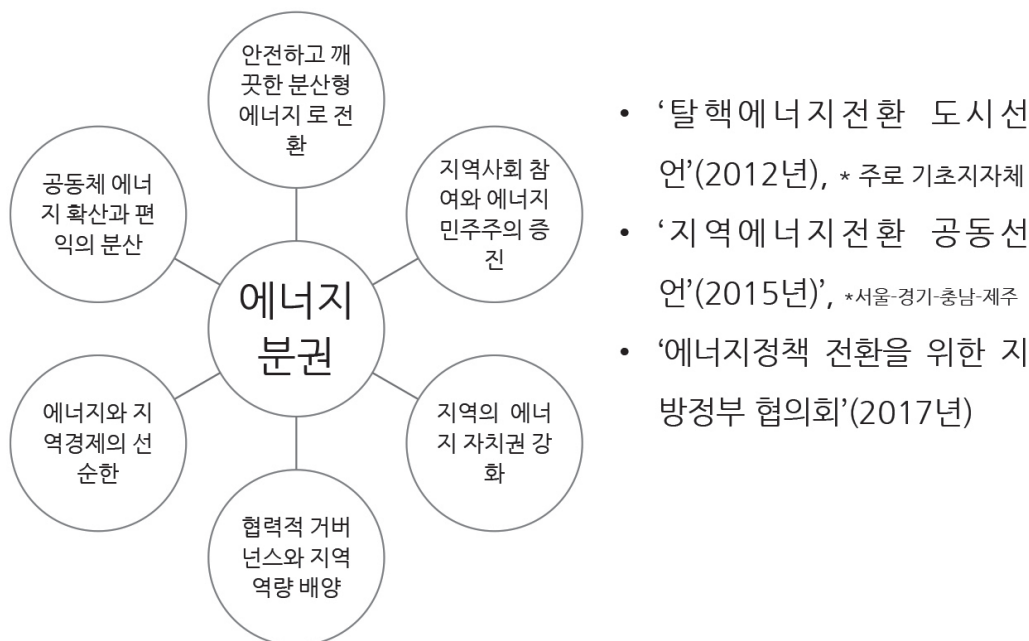 안전하고 깨
끗한 분산형
에너지 로 전
환
지역사회 참
여와 에너지
민주주의 증
진
지역의 에너
지 자치권 강
화
협력적 거버
넌스와 지역
역량 배양
에너지와 지
역경제의 선
순한
공동체 에너
지 확산과 편
익의 분산
에너지
분권
• ‘탈핵에너지전환 도시선
언’(2012년), * 주로 기초지자체
• ‘지역에너지전환 공동선
언’(2015년)’, *서울-경기-충남-제주
• ‘에너지정책 전환을 위한 지
방정부 협의회’(2017년)